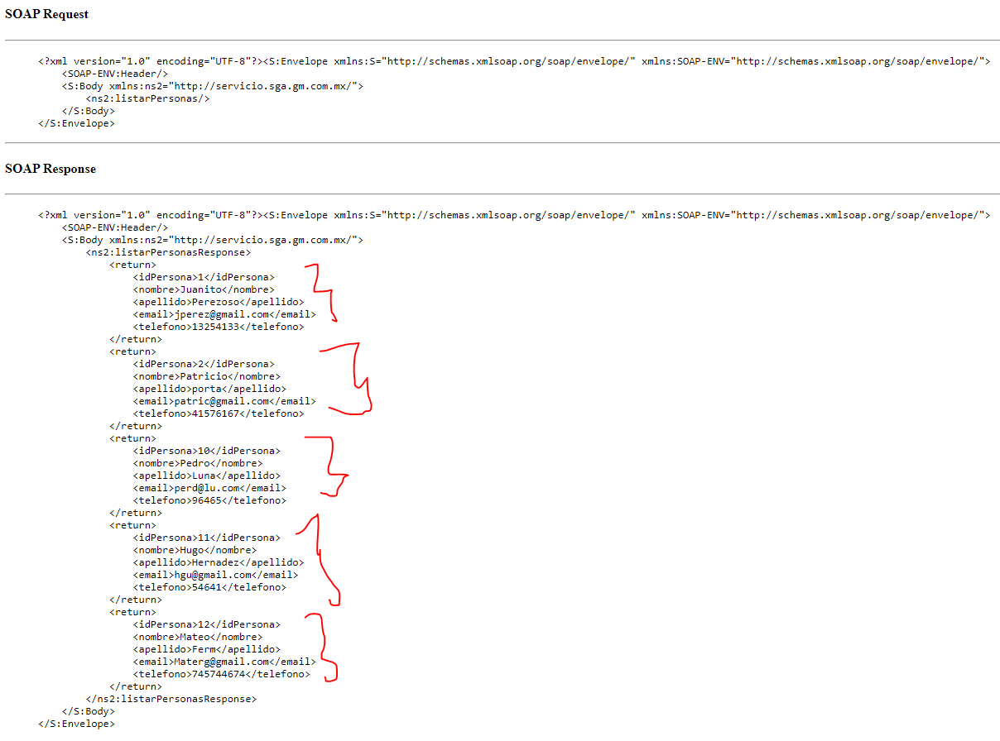 SOAP Request
<?xml version="1.0" encoding="UTF-8"?><S:Envelope xmlns:S="http://schemas.xmlsoap.org/soap/envelope/" xmlns:SOAP-ENV="http://schemas.xmlsoap.org/soap/envelope/">
<SOAP-ENV:Header/>
<S:Body xmlns:ns2="http://servicio.sga.gm.com.mx/">
<ns2:listarPersonas/>
</S:Body>
</S:Envelope>
SOAP Response
<?xml version="1.0" encoding="UTF-8"?><S:Envelope xmlns:S="http://schemas.xmlsoap.org/soap/envelope/" xmlns:SOAP-ENV="http://schemas.xmlsoap.org/soap/envelope/">
<SOAP-ENV:Header/>
<S:Body xmlns:ns2="http://servicio.sga.gm.com.mx/">
<ns2:listarPersonasResponse>
<return>
<idPersona>1</idPersona>
<nombre>Juanito</nombre>
<apellido>Perezoso</apellido>
<email>jperez@gmail.com</email>
<telefono>13254133</telefono>
</return>
<return>
<idPersona>2</idPersona>
<nombre>Patricio</nombre>
<apellido>porta</apellido>
<email>patric@gmail.com</email>
<telefono>41576167</telefono>
</return>
<return>
<idPersona>10</idPersona>
<nombre>Pedro</nombre>
<apellido>Luna</apellido>
<email>perd@lu.com</email>
<telefono>96465</telefono>
</return>
<return>
<idPersona>11</idPersona>
<nombre>Hugo</nombre>
<apellido>Hernadez</apellido>
<email>hgu@gmail.com</email>
<telefono>54641</telefono>
</return>
<return>
<idPersona>12</idPersona>
<nombre>Mateo</nombre>
<apellido>Ferm</apellido>
<email>Materg@gmail.com</email>
<telefono>745744674</telefono>
</return>
</ns2:listarPersonasResponse>
</S:Body>
</S:Envelope>